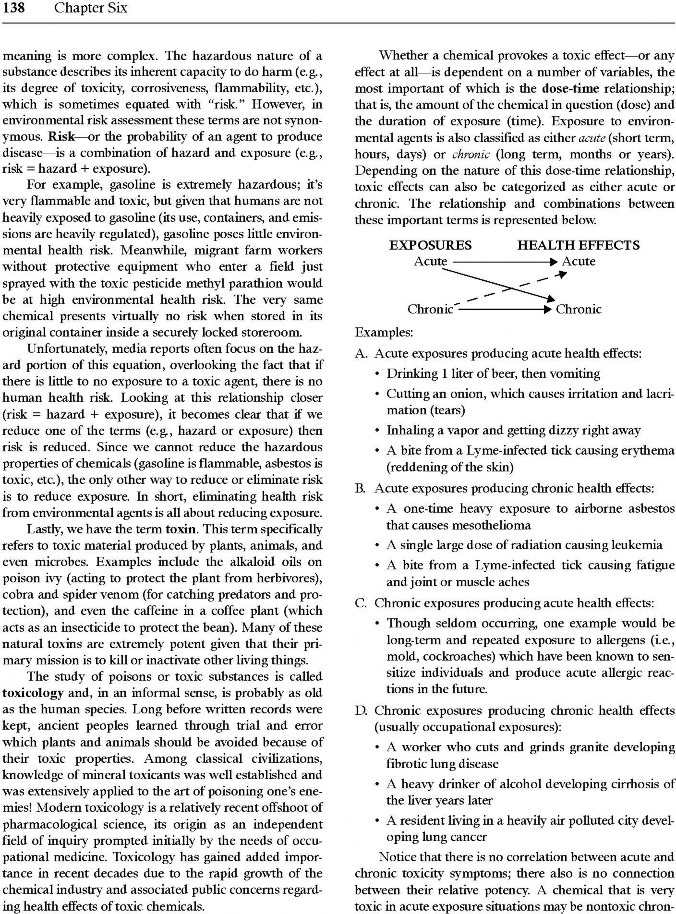 138 Chapter Six
meaning is more complex. The hazardous nature of a
substance describes its inherent capacity to do harm (e.g.,
its degree of toxicity, corrosiveness, flammability, etc.),
which is sometimes equated with “risk.” However, in
environmental risk assessment these terms are not synon-
ymous. Risk—or the probability of an agent to produce
disease—is a combination of hazard and exposure (e.g.,
risk = hazard + exposure).
For example, gasoline is extremely hazardous; it’s
very flammable and toxic, but given that humans are not
heavily exposed to gasoline (its use, containers, and emis-
sions are heavily regulated), gasoline poses little environ-
mental health risk. Meanwhile, migrant farm workers
without protective equipment who enter a field just
sprayed with the toxic pesticide methyl parathion would
be at high environmental health risk. The very same
chemical presents virtually no risk when stored in its
original container inside a securely locked storeroom.
Unfortunately, media reports often focus on the haz-
ard portion of this equation, overlooking the fact that if
there is little to no exposure to a toxic agent, there is no
human health risk. Looking at this relationship closer
(risk = hazard + exposure), it becomes clear that if we
reduce one of the terms (e.g., hazard or exposure) then
risk is reduced. Since we cannot reduce the hazardous
properties of chemicals (gasoline is flammable, asbestos is
toxic, etc.), the only other way to reduce or eliminate risk
is to reduce exposure. In short, eliminating health risk
from environmental agents is all about reducing exposure.
Lastly, we have the term toxin. This term specifically
refers to toxic material produced by plants, animals, and
even microbes. Examples include the alkaloid oils on
poison ivy (acting to protect the plant from herbivores),
cobra and spider venom (for catching predators and pro-
tection), and even the caffeine in a coffee plant (which
acts as an insecticide to protect the bean). Many of these
natural toxins are extremely potent given that their pri-
mary mission is to kill or inactivate other living things.
The study of poisons or toxic substances is called
toxicology and, in an informal sense, is probably as old
as the human species. Long before written records were
kept, ancient peoples learned through trial and error
which plants and animals should be avoided because of
their toxic properties. Among classical civilizations,
knowledge of mineral toxicants was well established and
was extensively applied to the art of poisoning one’s ene-
mies! Modern toxicology is a relatively recent offshoot of
pharmacological science, its origin as an independent
field of inquiry prompted initially by the needs of occu-
pational medicine. Toxicology has gained added impor-
tance in recent decades due to the rapid growth of the
chemical industry and associated public concerns regard-
ing health effects of toxic chemicals.
Whether a chemical provokes a toxic effect—or any
effect at all—is dependent on a number of variables, the
most important of which is the dose-time relationship;
that is, the amount of the chemical in question (dose) and
the duration of exposure (time). Exposure to environ-
mental agents is also classified as either acute (short term,
hours, days) or chronic (long term, months or years).
Depending on the nature of this dose-time relationship,
toxic effects can also be categorized as either acute or
chronic. The relationship and combinations between
these important terms is represented below.
EXPOSURES HEALTH EFFECTS
Acute Acute
Chronic Chronic
Examples:
A. Acute exposures producing acute health effects:
• Drinking 1 liter of beer, then vomiting
• Cutting an onion, which causes irritation and lacri-
mation (tears)
• Inhaling a vapor and getting dizzy right away
• A bite from a Lyme-infected tick causing erythema
(reddening of the skin)
B. Acute exposures producing chronic health effects:
• A one-time heavy exposure to airborne asbestos
that causes mesothelioma
• A single large dose of radiation causing leukemia
• A bite from a Lyme-infected tick causing fatigue
and joint or muscle aches
C. Chronic exposures producing acute health effects:
• Though seldom occurring, one example would be
long-term and repeated exposure to allergens (i.e.,
mold, cockroaches) which have been known to sen-
sitize individuals and produce acute allergic reac-
tions in the future.
D. Chronic exposures producing chronic health effects
(usually occupational exposures):
• A worker who cuts and grinds granite developing
fibrotic lung disease
• A heavy drinker of alcohol developing cirrhosis of
the liver years later
• A resident living in a heavily air polluted city devel-
oping lung cancer
Notice that there is no correlation between acute and
chronic toxicity symptoms; there also is no connection
between their relative potency. A chemical that is very
toxic in acute exposure situations may be nontoxic chron-